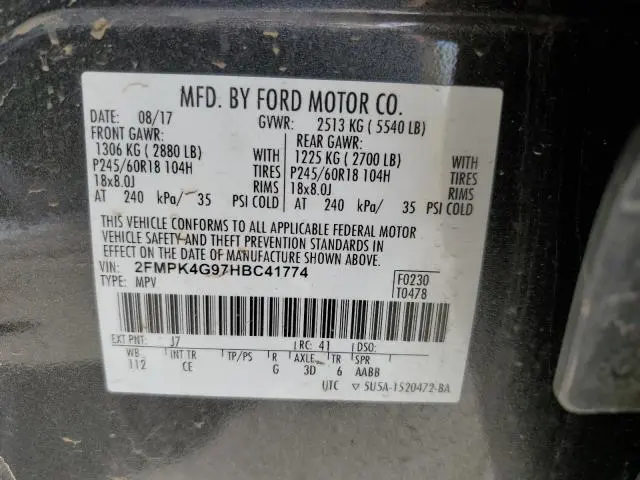 MFD. BY FORD MOTOR CO.
DATE: 08/17 GVWR: 2513 KG ( 5540 LB)
FRONT GAWR: REAR GAWR:
1306 KG ( 2880 LB) WITH 1225 KG ( 2700 LB) WITH
P245/60R18 104H TIRES P245/60R18 104H TIRES
18x8.0J RIMS 18x8.0J RIMS
AT 240 kPa/ 35 PSI COLD AT 240 kPa/ 35 PSI COLD
THIS VEHICLE CONFORMS TO ALL APPLICABLE FEDERAL MOTOR
VEHICLE SAFETY AND THEFT PREVENTION STANDARDS IN
EFFECT ON THE DATE OF MANUFACTURE SHOWN ABOVE.
VIN: 2FMPK4G97HBC41774 F0230
TYPE: MPV T0478
EXT PNT: J7 RC: 41 DSO:
WB INT TR TP/PS R AXLE TR SPR
112 CE G 3D 6 AABB
UTC ▽ 5U5A-1520472-BA